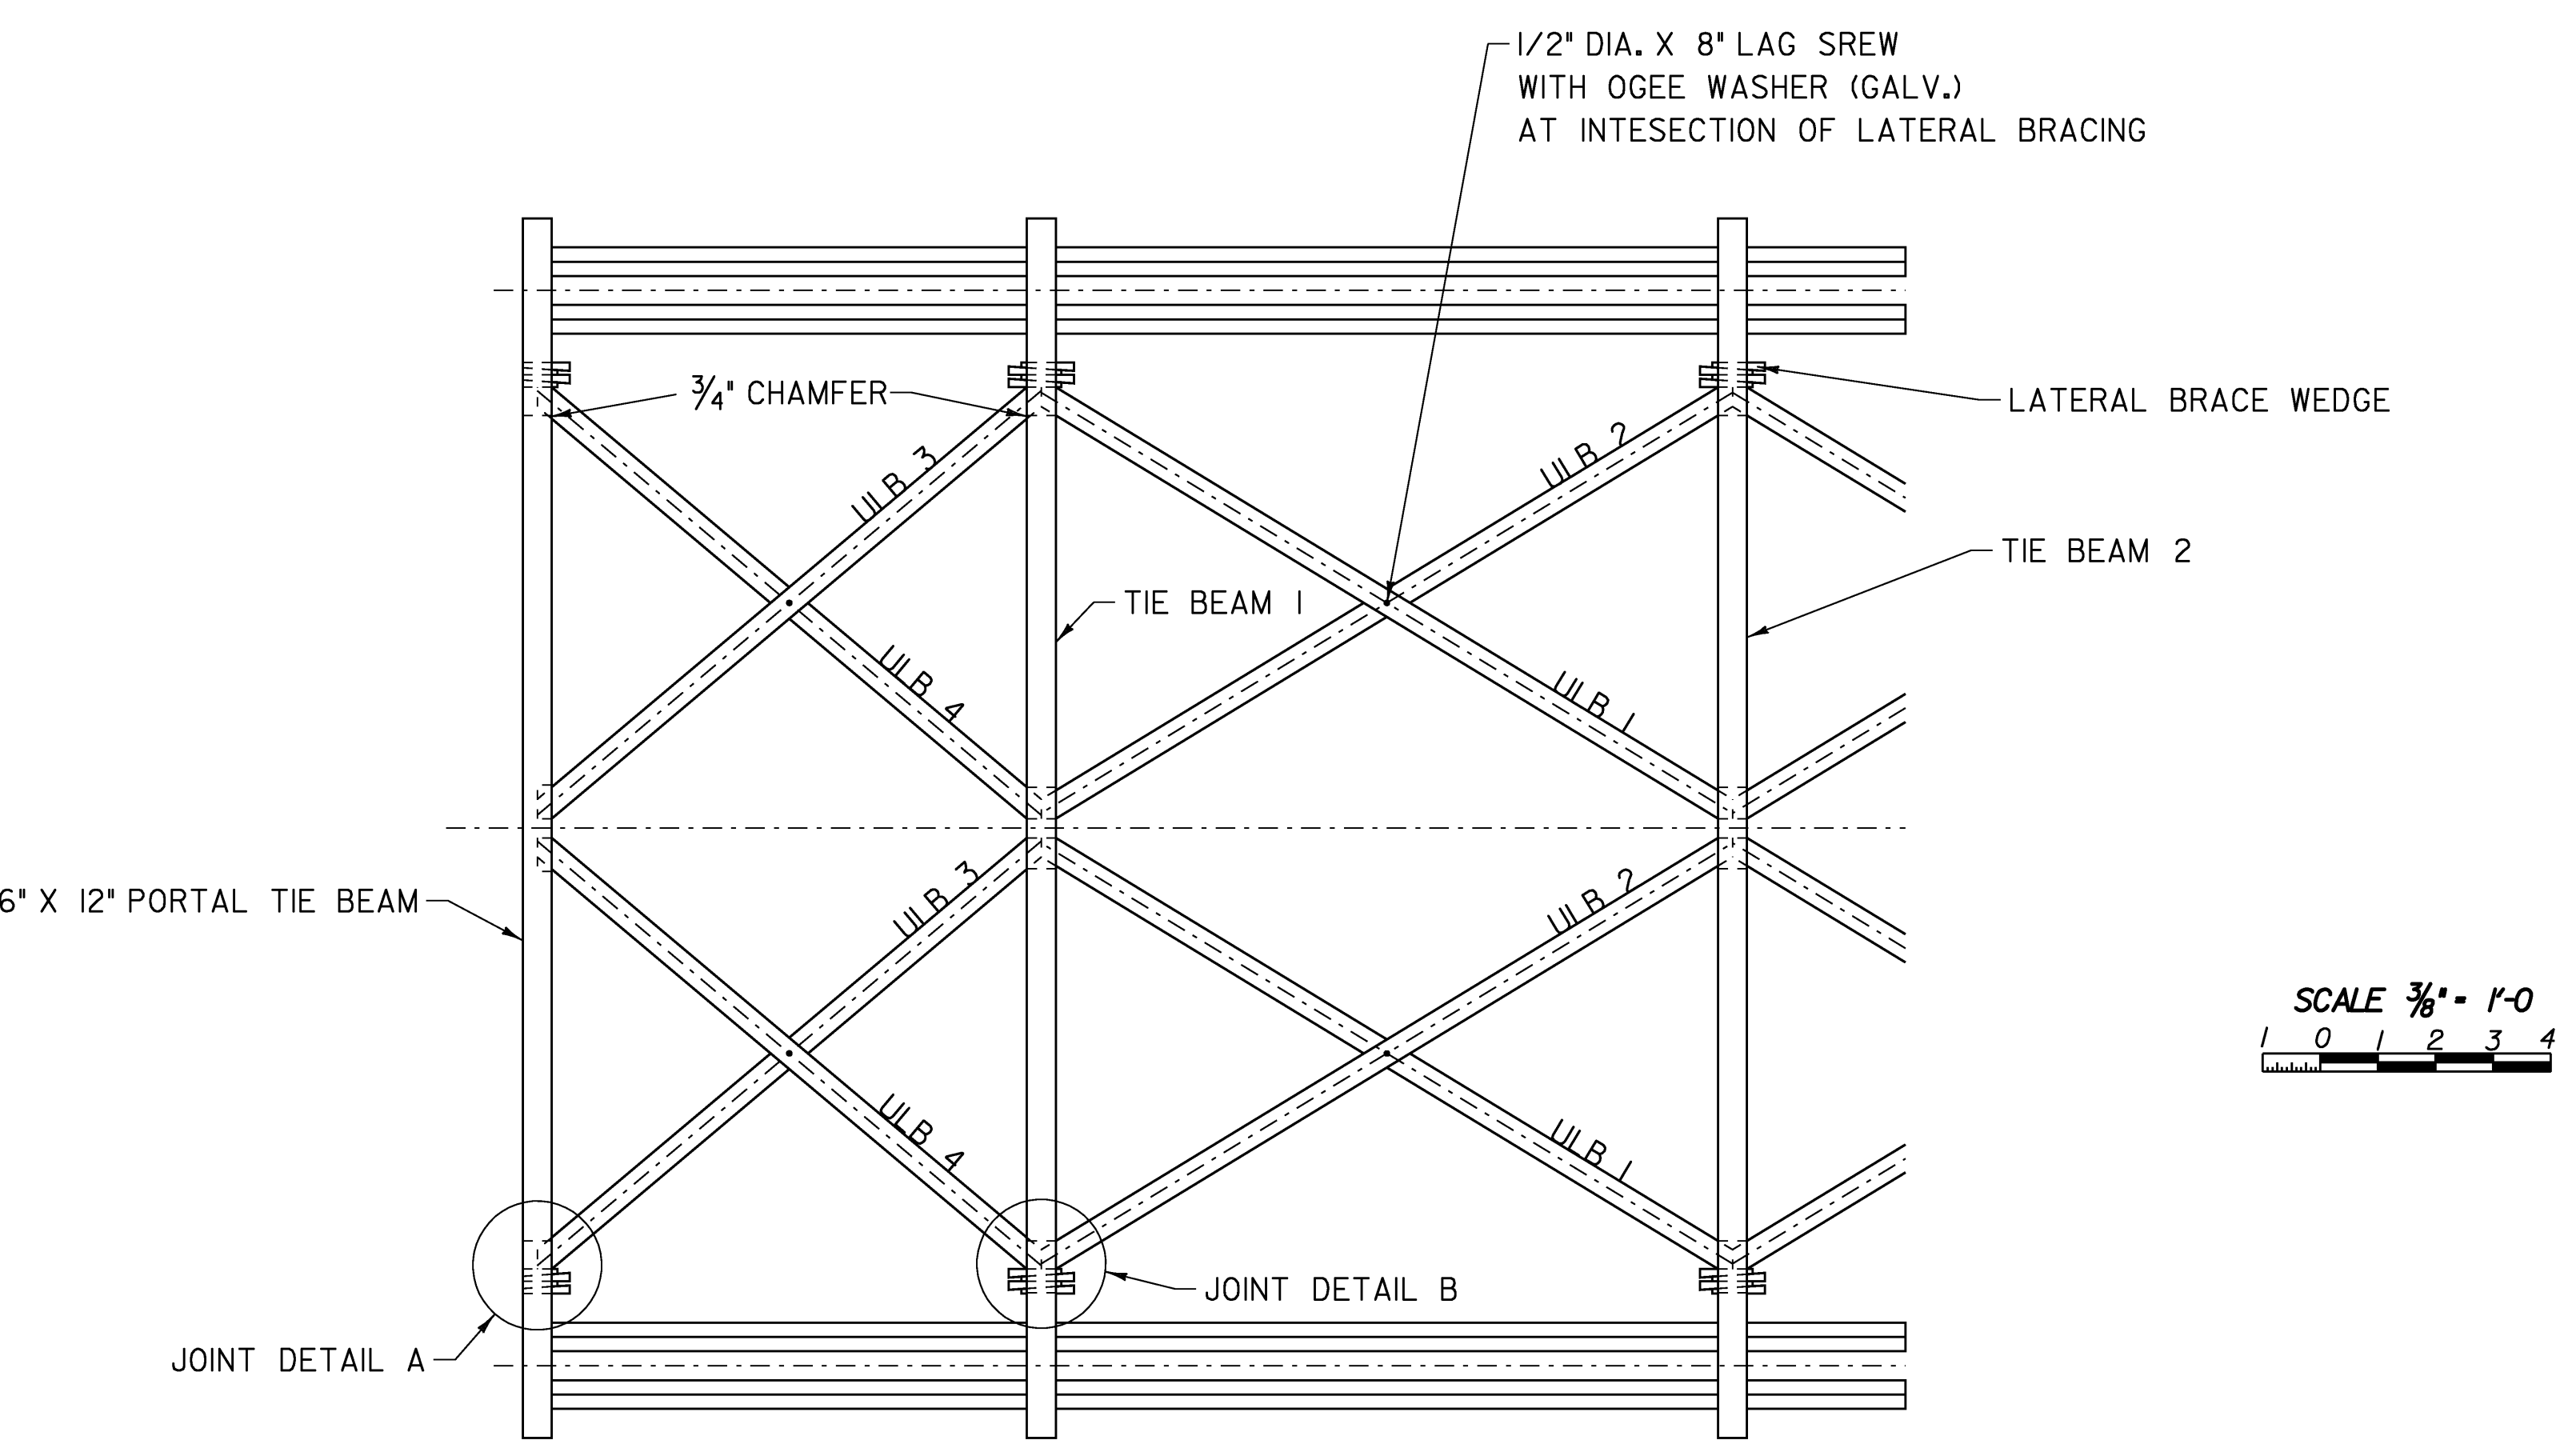 1/2" DIA. X 8" LAG SREW
WITH OGEE WASHER (GALV.)
AT INTESECTION OF LATERAL BRACING
3/4" CHAMFER
LATERAL BRACE WEDGE
ULB 3
ULB 2
TIE BEAM 2
TIE BEAM 1
ULB 4
ULB 1
6" X 12" PORTAL TIE BEAM
ULB 3
ULB 2
SCALE 3/8" = 1'-0
1 0 1 2 3 4
ULB 4
ULB 1
JOINT DETAIL B
JOINT DETAIL A